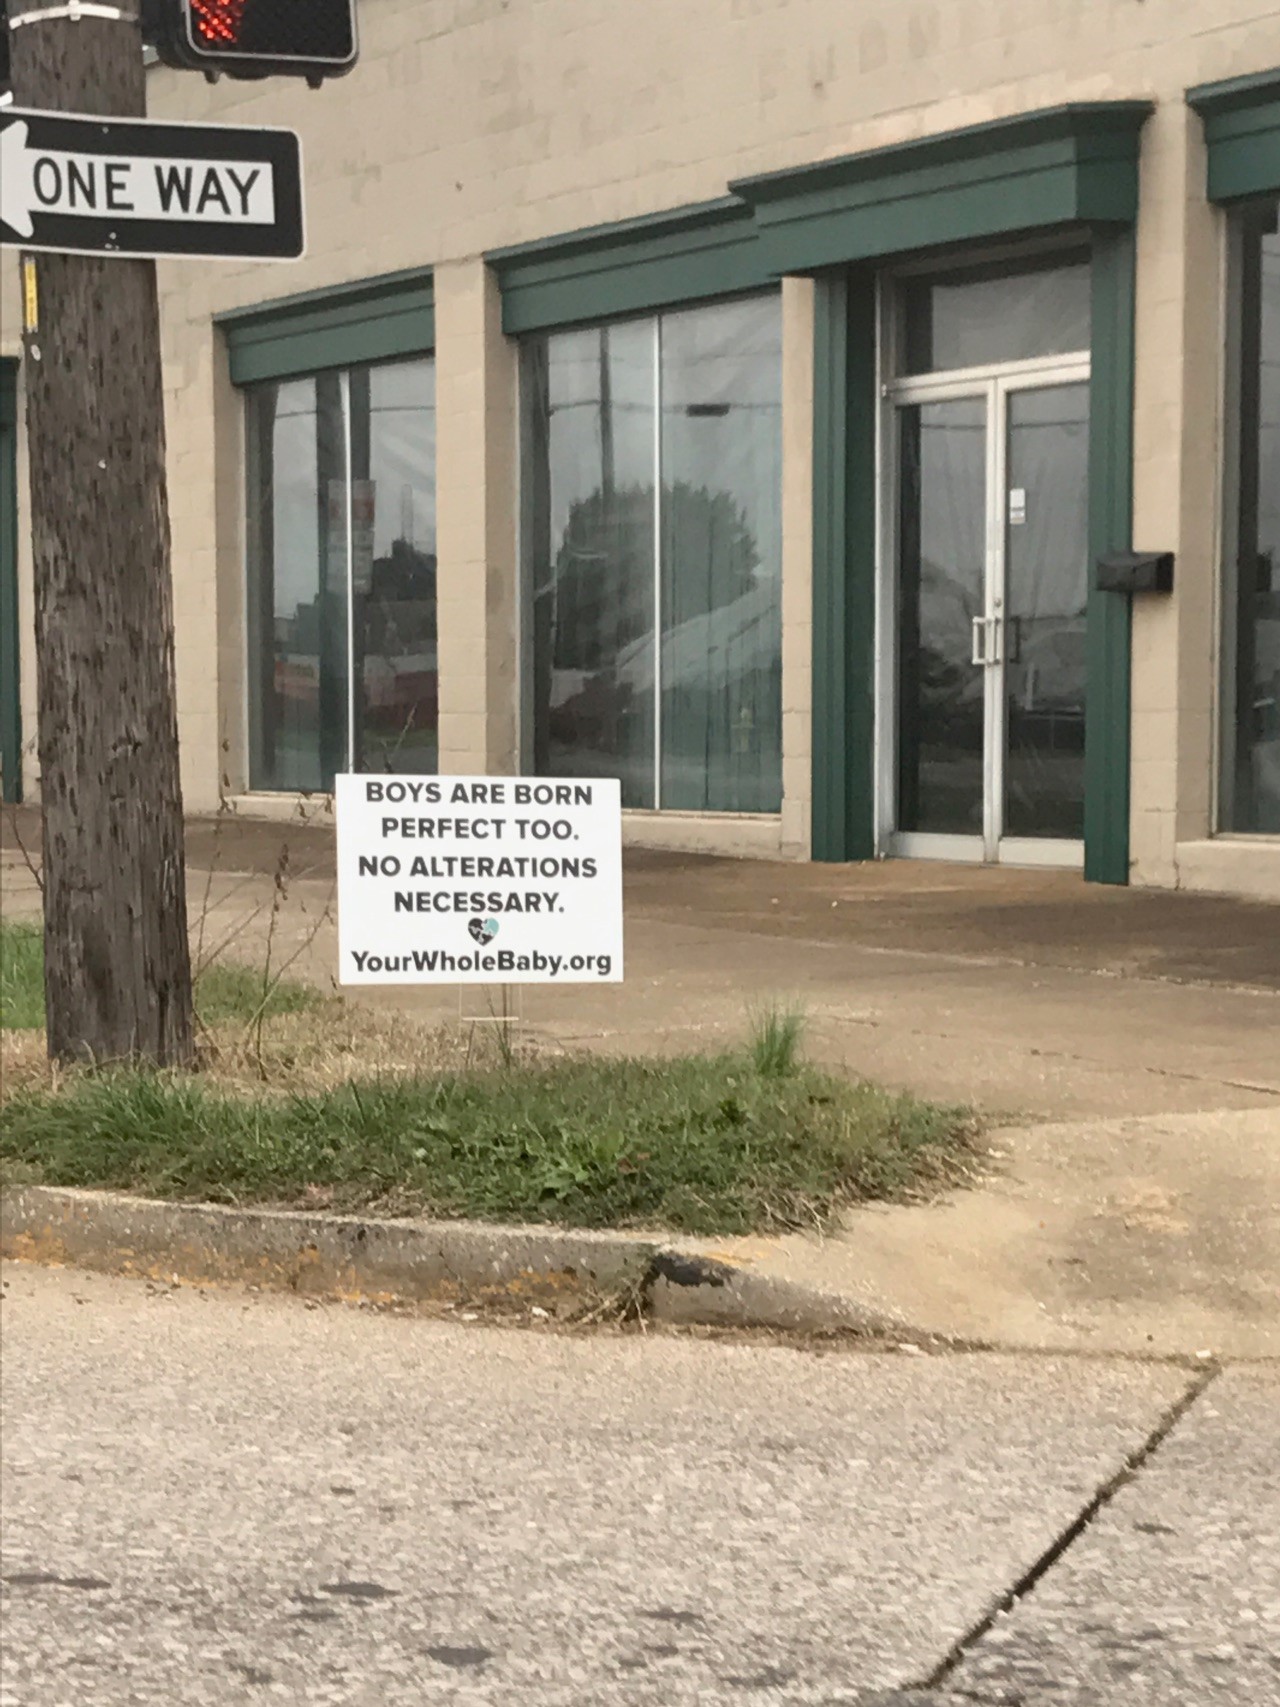 ONE WAY
BOYS ARE BORN
PERFECT TOO.
NO ALTERATIONS
NECESSARY.
YourWholeBaby.org